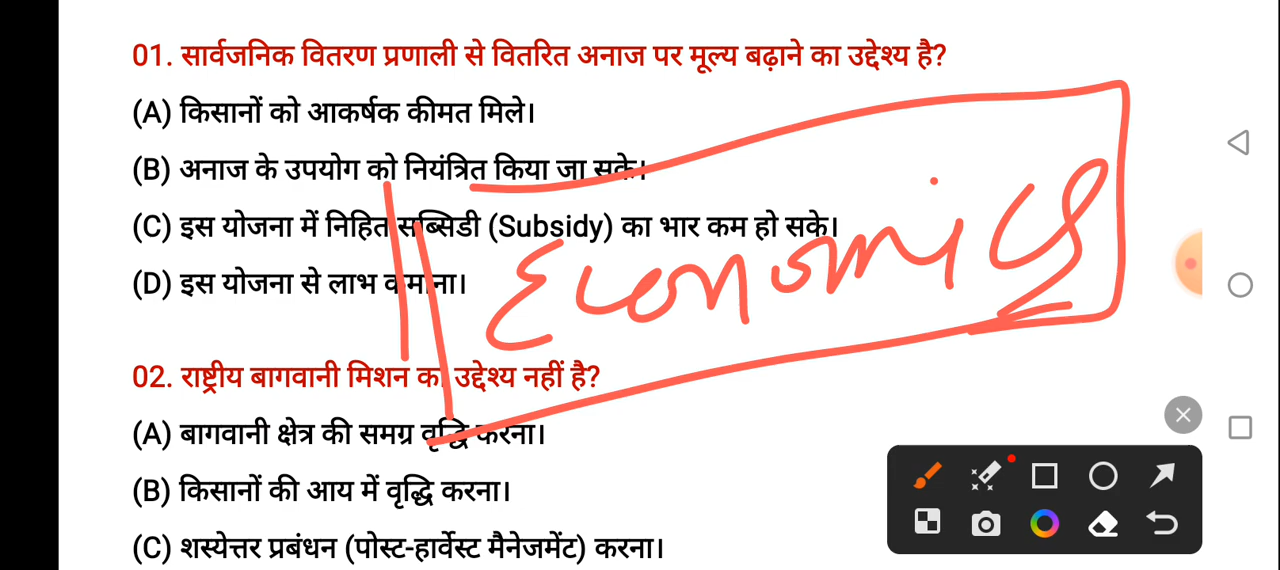 01. सार्वजनिक वितरण प्रणाली से वितरित अनाज पर मूल्य बढ़ाने का उद्देश्य है?
(A) किसानों को आकर्षक कीमत मिले।
(B) अनाज के उपयोग को नियंत्रित किया जा सके।
(C) इस योजना में निहित सब्सिडी (Subsidy) का भार कम हो सके।
(D) इस योजना से लाभ कमाना।
Economics
02. राष्ट्रीय बागवानी मिशन का उद्देश्य नहीं है?
(A) बागवानी क्षेत्र की समग्र वृद्धि करना।
(B) किसानों की आय में वृद्धि करना।
(C) शस्येत्तर प्रबंधन (पोस्ट-हार्वेस्ट मैनेजमेंट) करना।